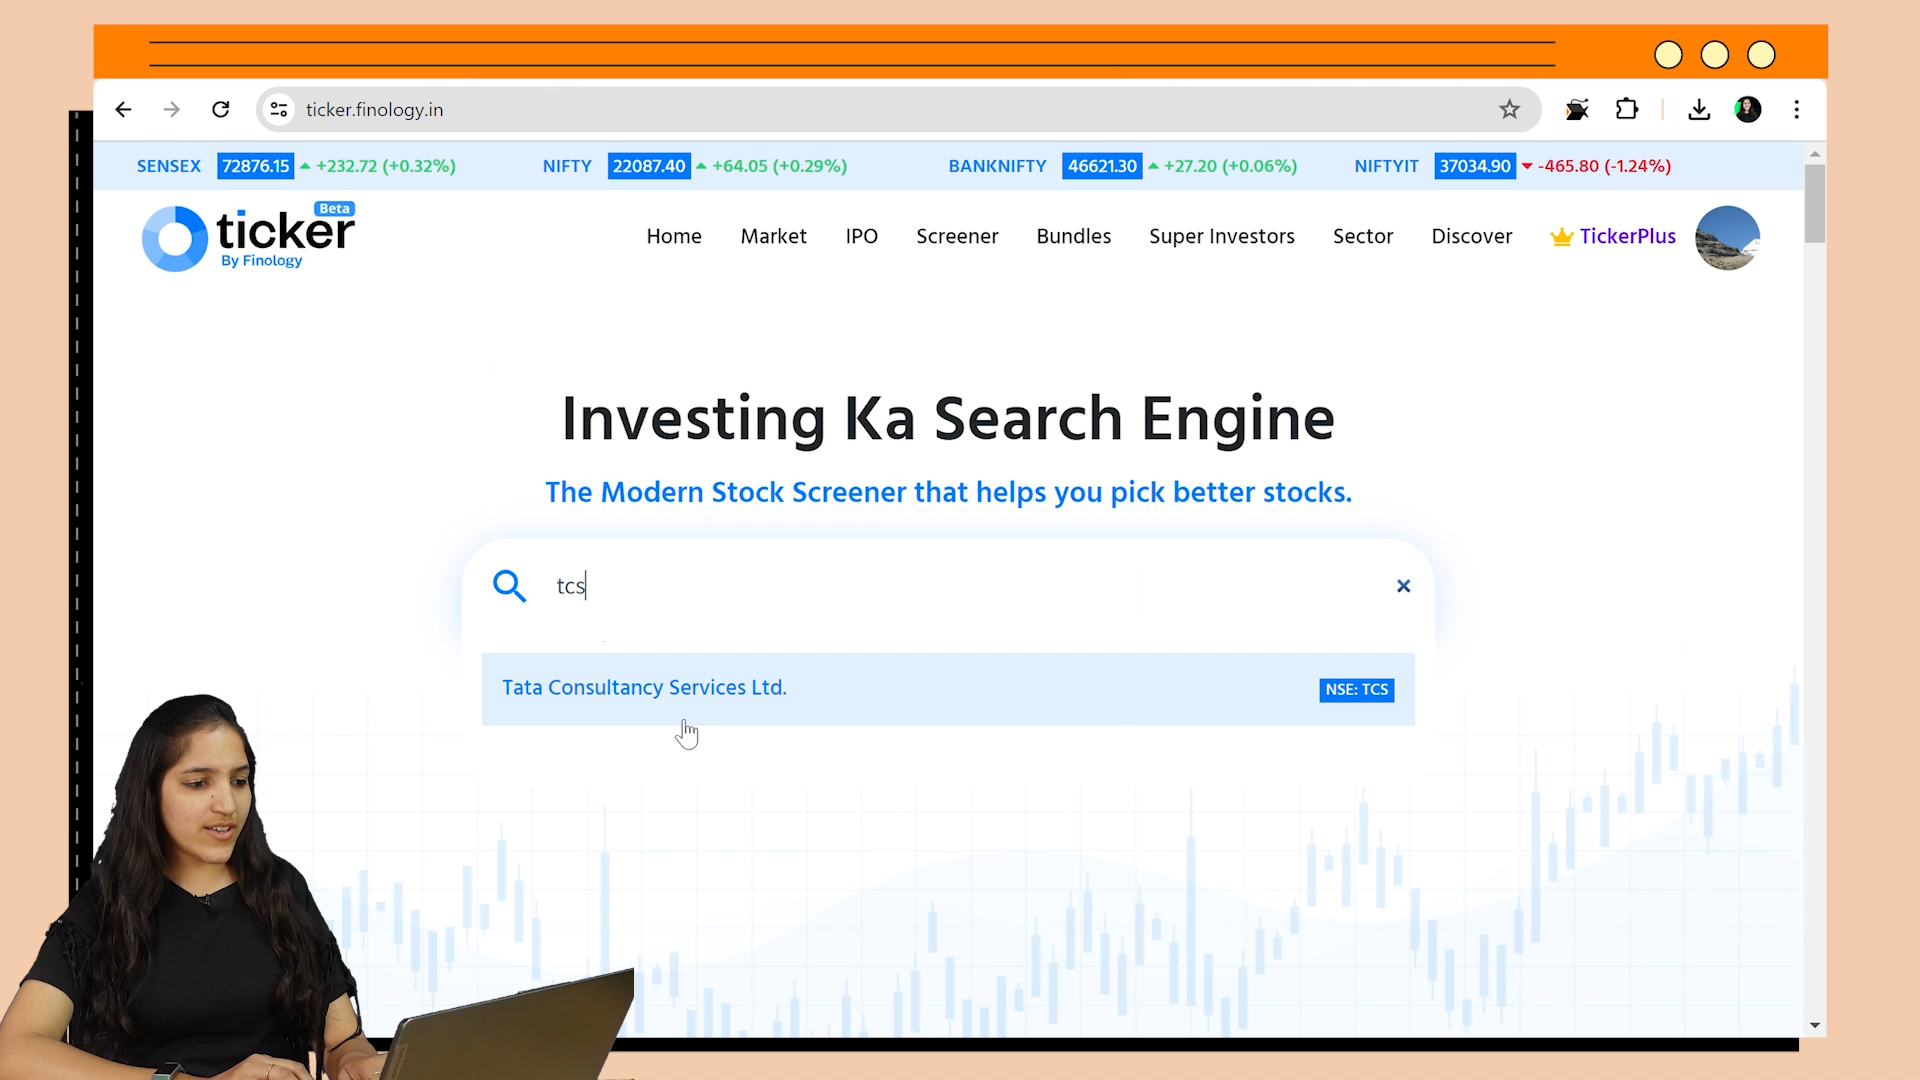 ticker.finology.in
SENSEX 72876.15 +232.72 (+0.32%) NIFTY 22087.40 +64.05 (+0.29%) BANKNIFTY 46621.30 +27.20 (+0.06%) NIFTYIT 37034.90 -465.80 (-1.24%)
Beta
ticker
By Finology
Home Market IPO Screener Bundles Super Investors Sector Discover TickerPlus
Investing Ka Search Engine
The Modern Stock Screener that helps you pick better stocks.
tcs
Tata Consultancy Services Ltd. NSE: TCS